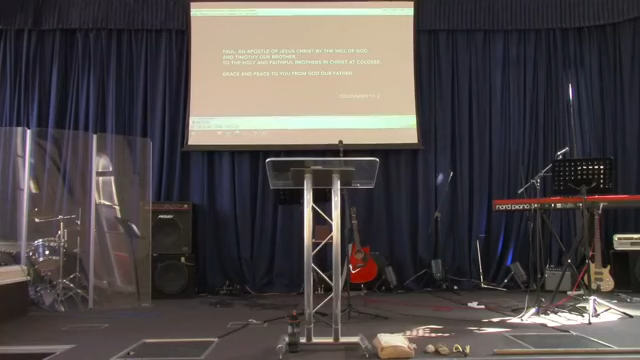 PAUL, AN APOSTLE OF JESUS CHRIST BY THE WILL OF GOD,
AND TIMOTHY OUR BROTHER,
TO THE HOLY AND FAITHFUL BROTHERS IN CHRIST AT COLOSSE:
GRACE AND PEACE TO YOU FROM GOD OUR FATHER.
nord piano